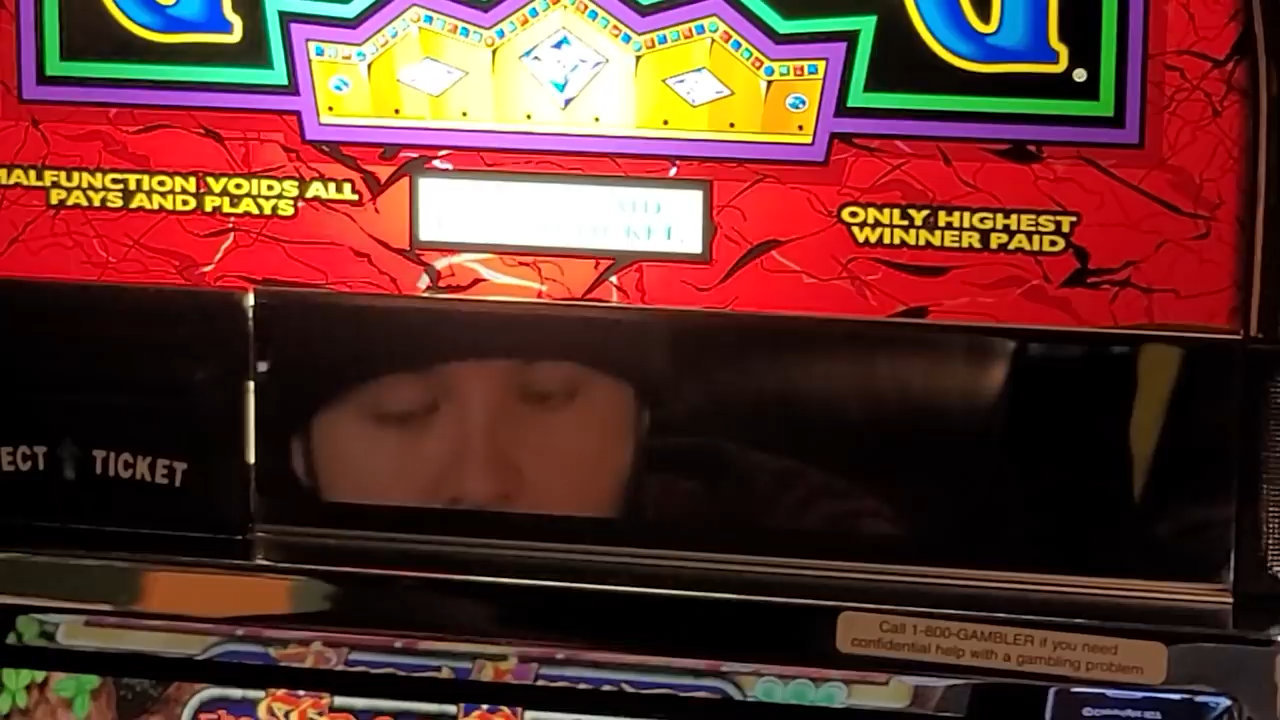 MALFUNCTION VOIDS ALL
PAYS AND PLAYS
ONLY HIGHEST
WINNER PAID
ECT TICKET
Call 1-800-GAMBLER if you need
confidential help with a gambling problem